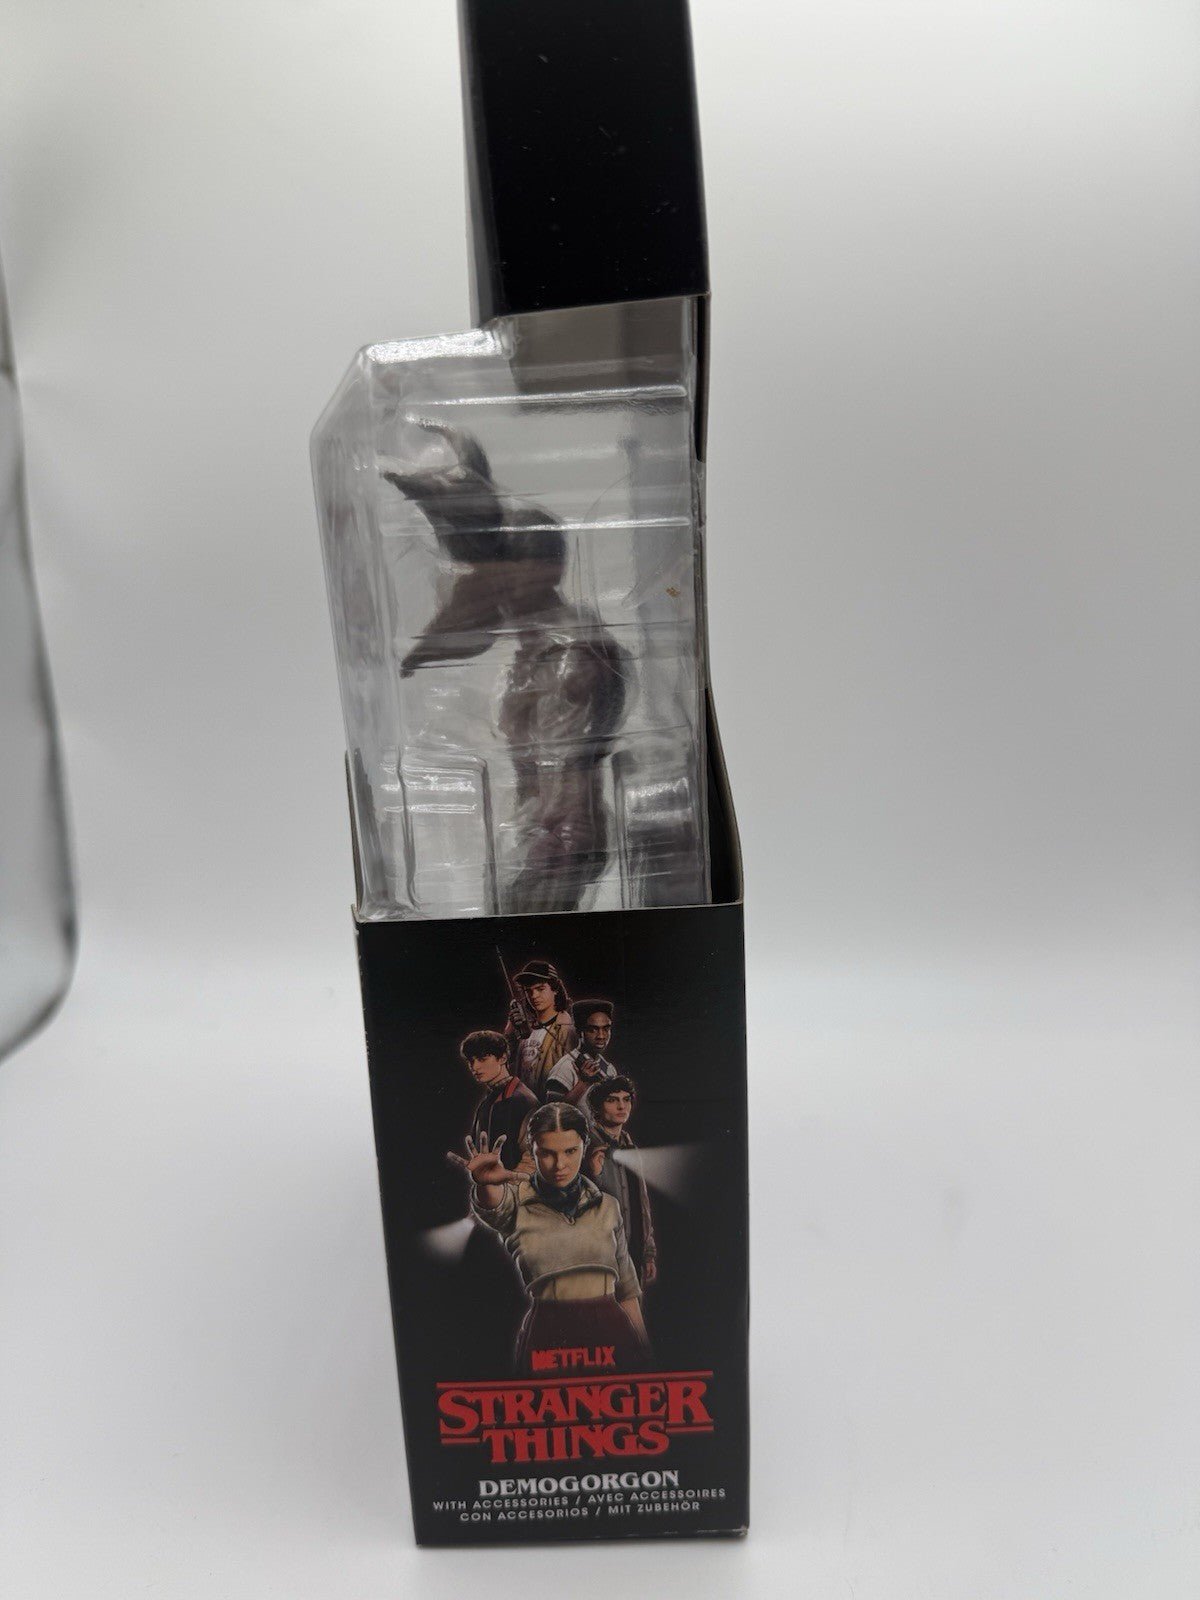 NETFLIX
STRANGER
THINGS
DEMOGORGON
WITH ACCESSORIES / AVEC ACCESSOIRES
CON ACCESORIOS / MIT ZUBEHÖR